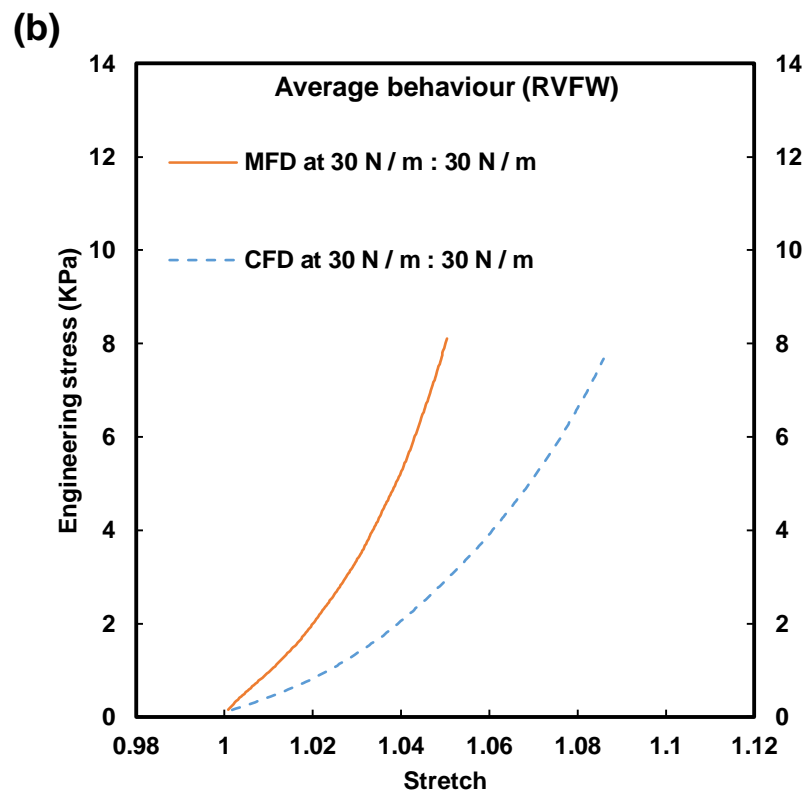 (b)
Average behaviour (RVFW)
MFD at 30 N / m : 30 N / m
CFD at 30 N / m : 30 N / m
Engineering stress (KPa)
14
12
10
8
6
4
2
0
14
12
10
8
6
4
2
0
0.98 1 1.02 1.04 1.06 1.08 1.1 1.12
Stretch